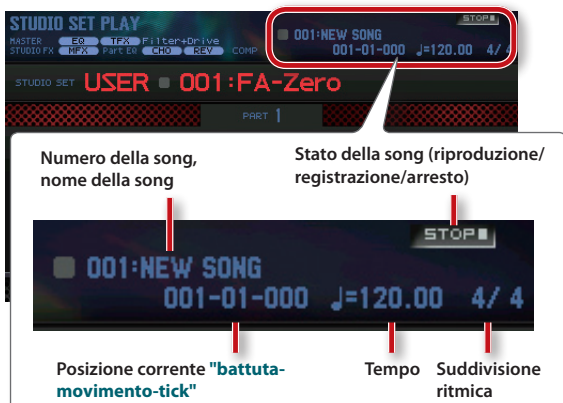 STUDIO SET PLAY
MASTER EQ TFX Filter+Drive
STUDIO FX MFX Part EQ CHO REV COMP
STOP
001:NEW SONG
001-01-000 ♩=120.00 4/ 4
STUDIO SET USER 001:FA-Zero
PART 1
Numero della song,
nome della song
Stato della song (riproduzione/
registrazione/arresto)
STOP
001:NEW SONG
001-01-000 ♩=120.00 4/ 4
Posizione corrente "battuta-
movimento-tick"
Tempo
Suddivisione
ritmica